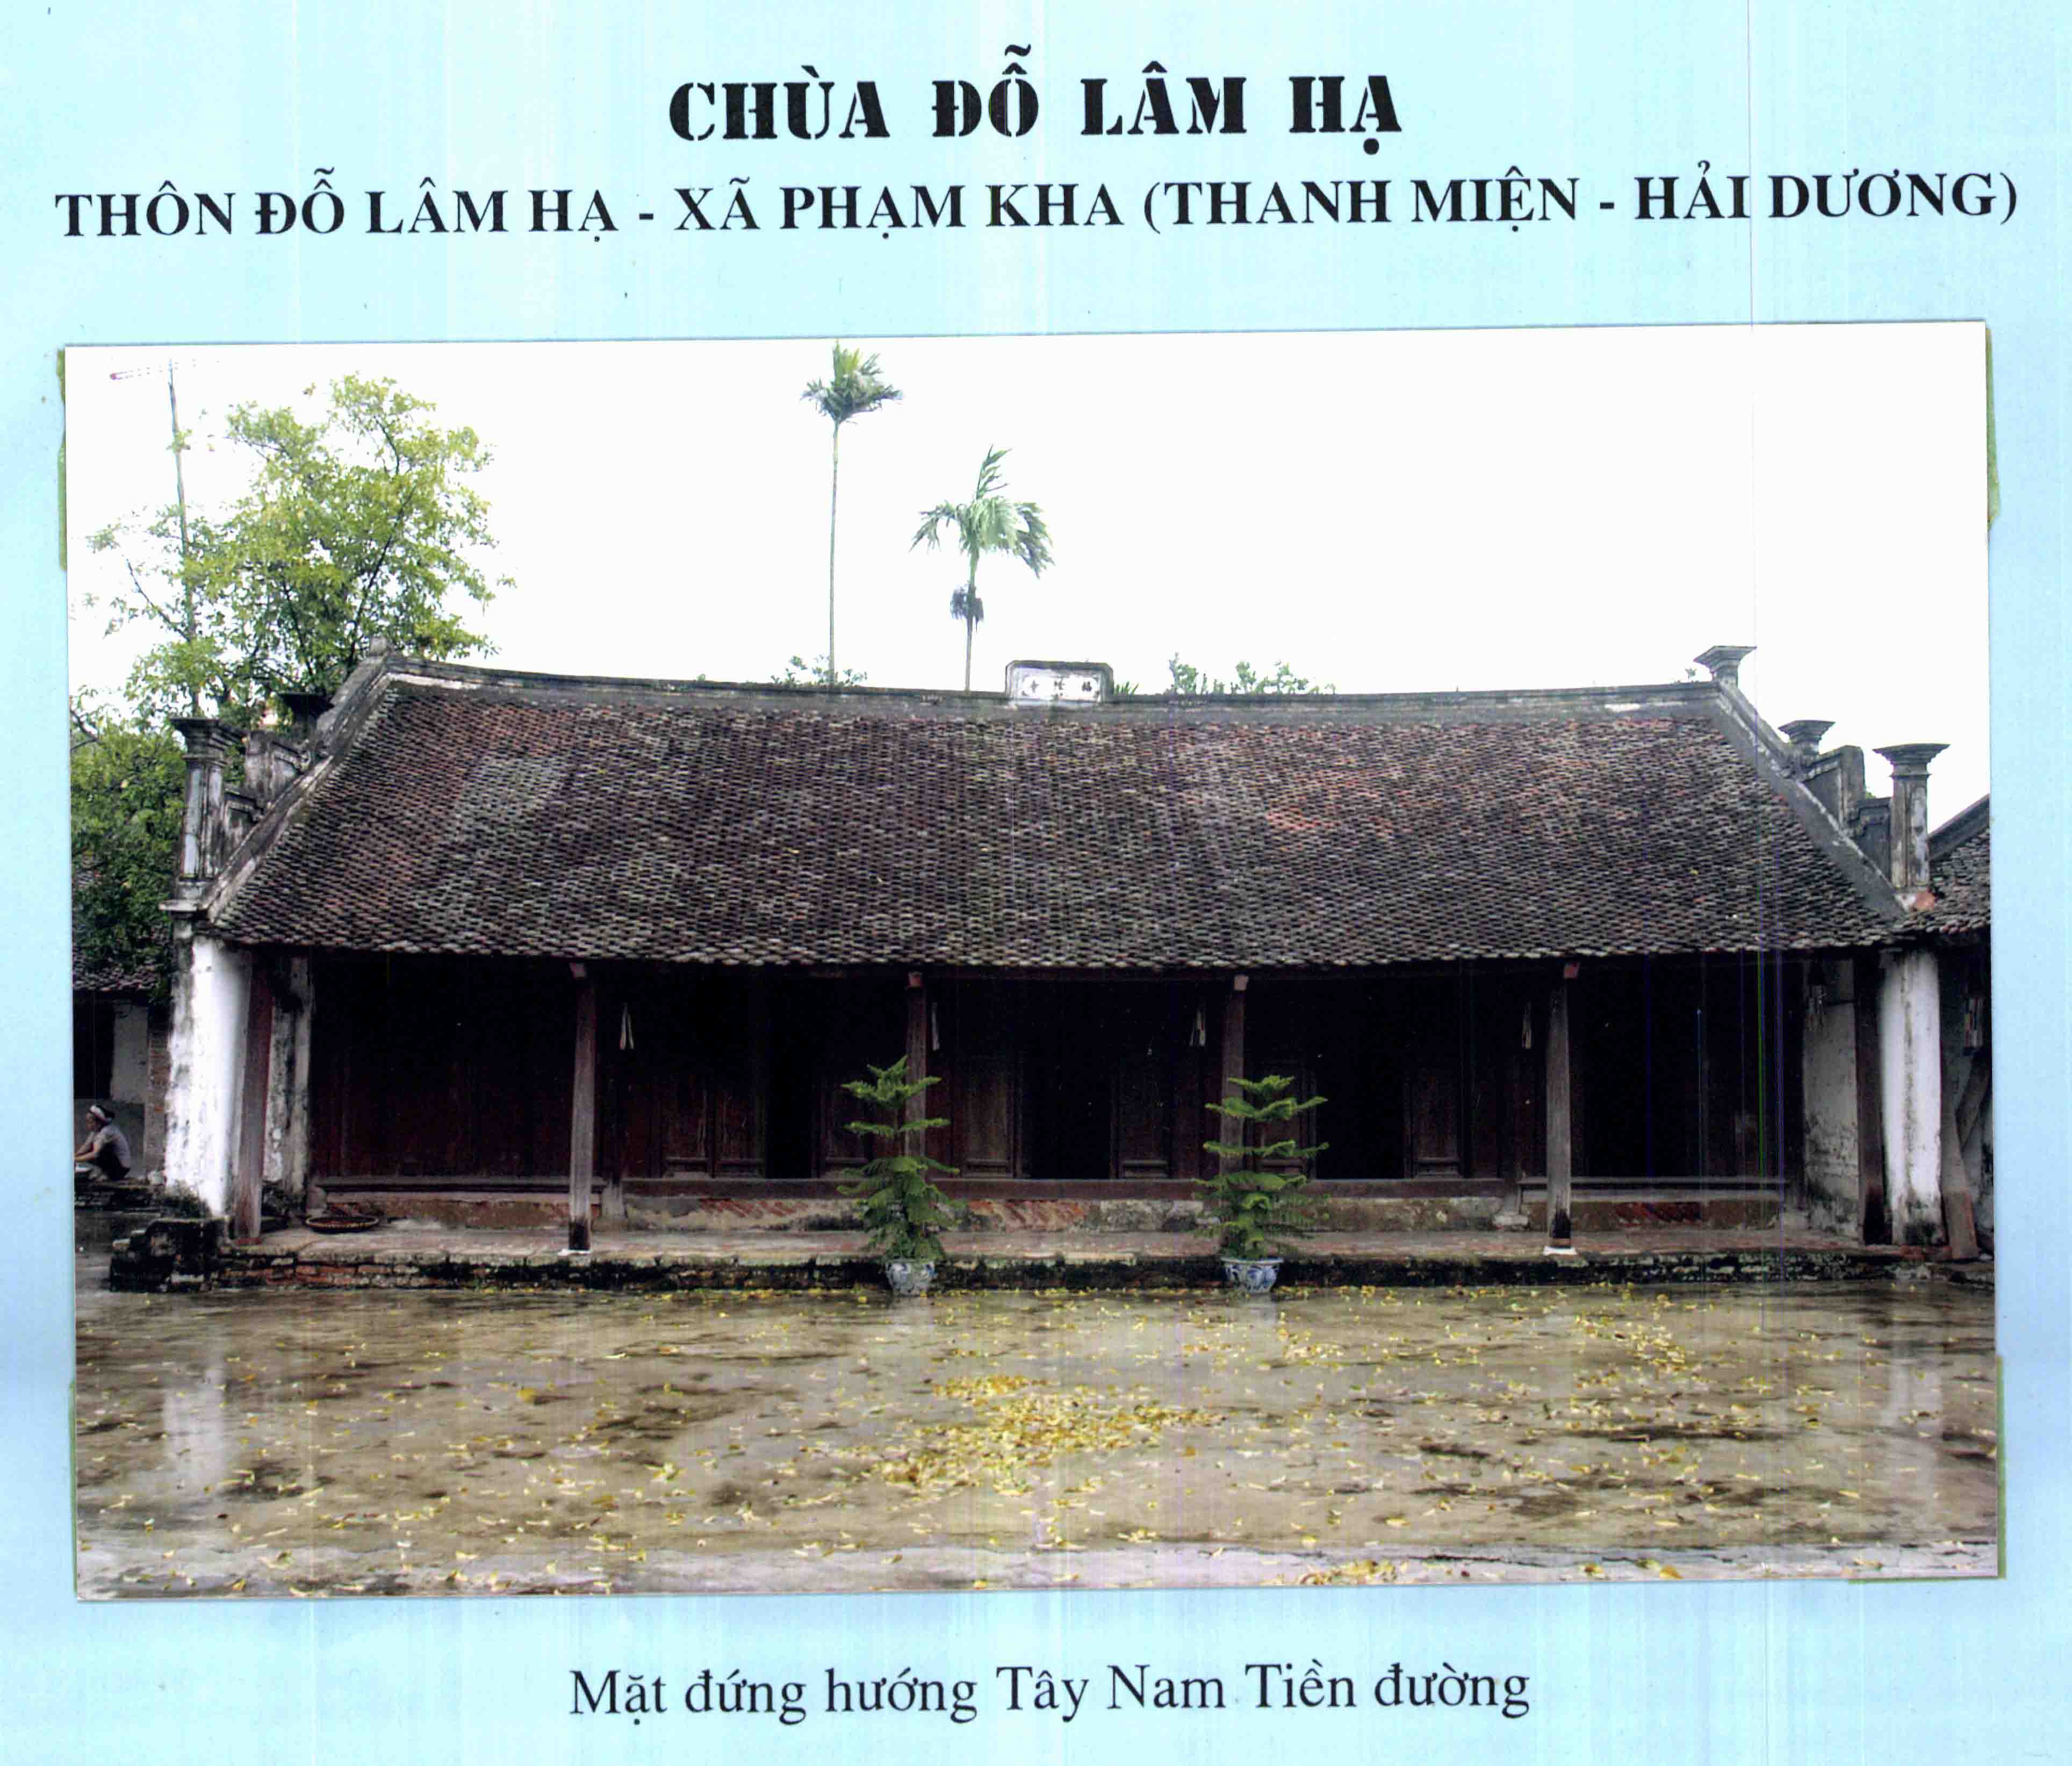 CHÙA ĐỖ LÂM HẠ
THÔN ĐỖ LÂM HẠ - XÃ PHẠM KHA (THANH MIỆN - HẢI DƯƠNG)
Mặt đứng hướng Tây Nam Tiền đường